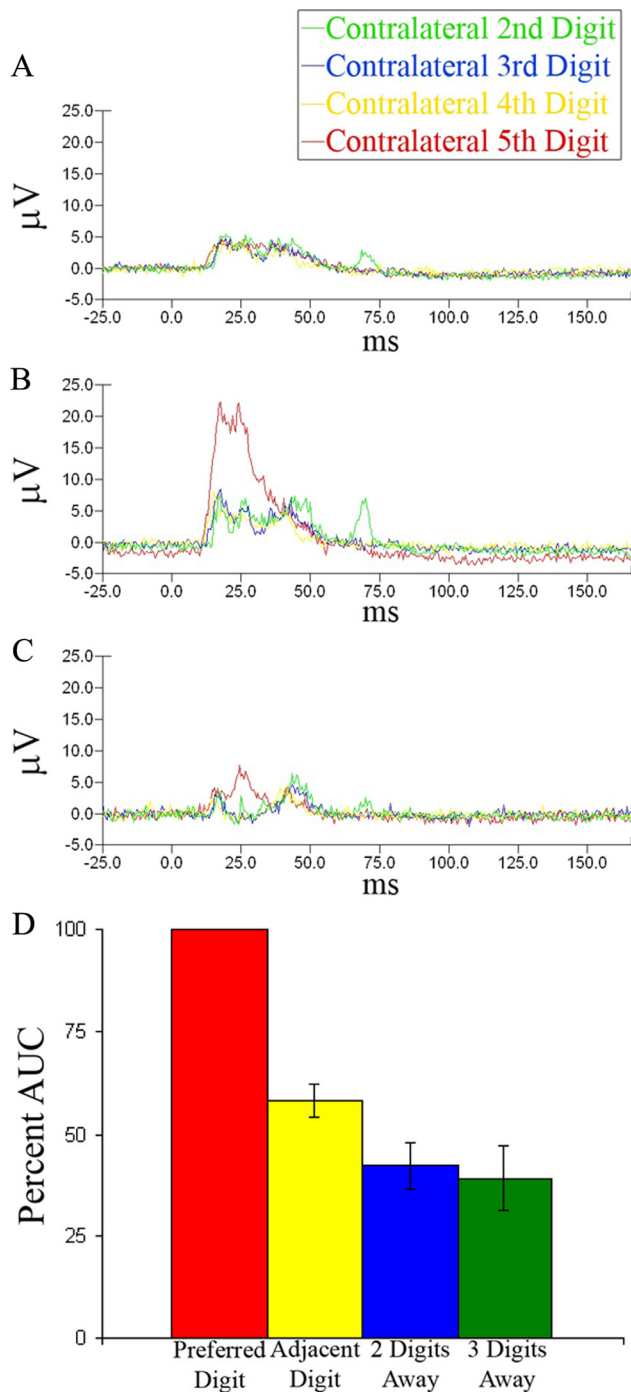 Contralateral 2nd Digit
Contralateral 3rd Digit
Contralateral 4th Digit
Contralateral 5th Digit
A
25.0
20.0
15.0
10.0
5.0
0.0
-5.0
µV
-25.0 0.0 25.0 50.0 75.0 100.0 125.0 150.0
ms
B
25.0
20.0
15.0
10.0
5.0
0.0
-5.0
µV
-25.0 0.0 25.0 50.0 75.0 100.0 125.0 150.0
ms
C
25.0
20.0
15.0
10.0
5.0
0.0
-5.0
µV
-25.0 0.0 25.0 50.0 75.0 100.0 125.0 150.0
ms
D
100
75
50
25
0
Percent AUC
Preferred Adjacent 2 Digits 3 Digits
Digit Digit Away Away